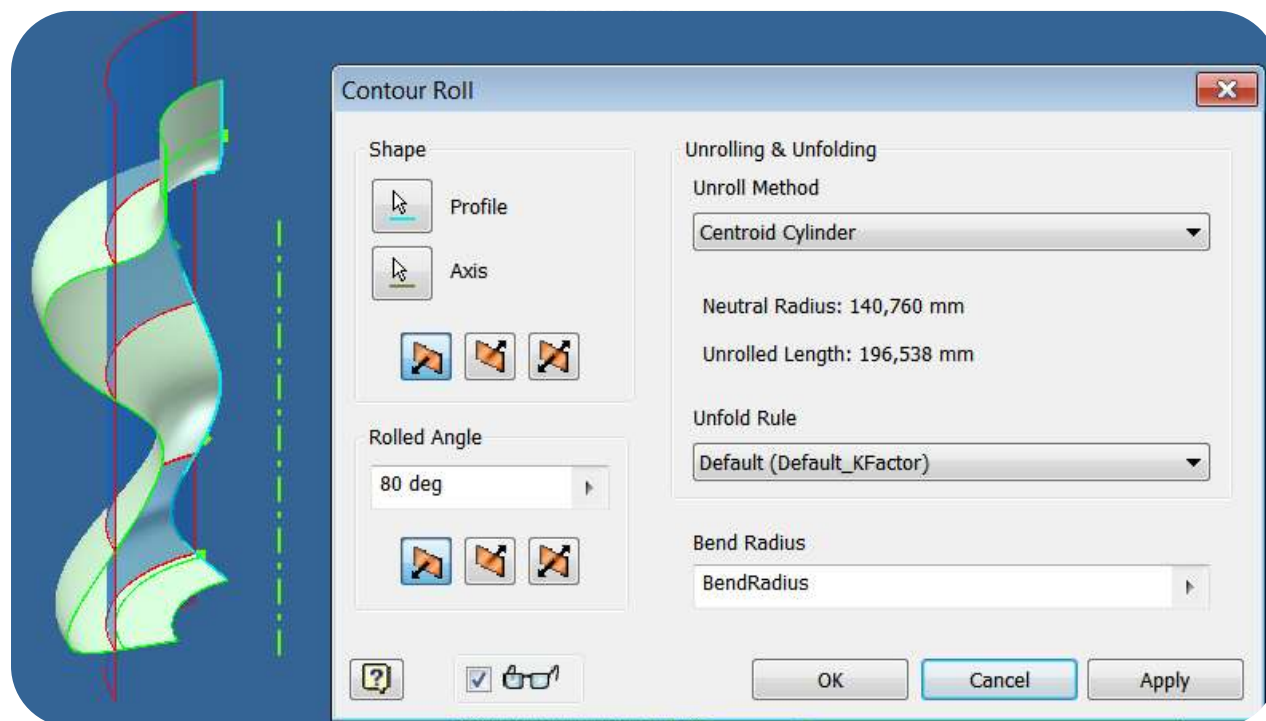 Contour Roll
Shape
Profile
Axis
Rolled Angle
80 deg
Unrolling & Unfolding
Unroll Method
Centroid Cylinder
Neutral Radius: 140,760 mm
Unrolled Length: 196,538 mm
Unfold Rule
Default (Default_KFactor)
Bend Radius
BendRadius
?
OK
Cancel
Apply